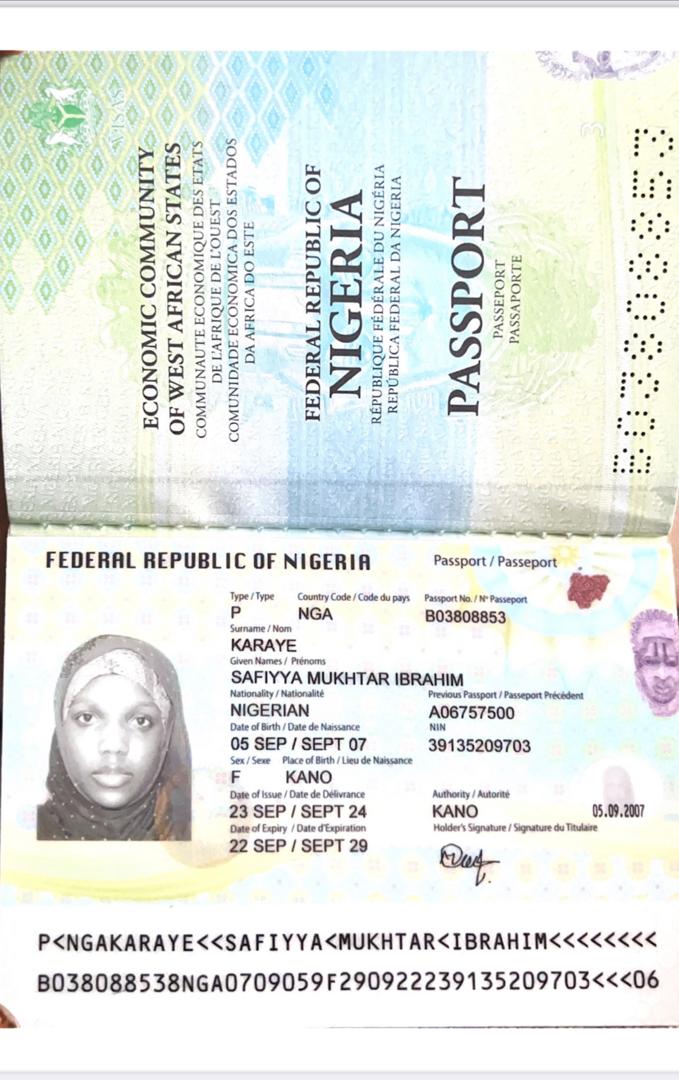 VISAS
ECONOMIC COMMUNITY
OF WEST AFRICAN STATES
COMMUNAUTE ECONOMIQUE DES ETATS
DE L'AFRIQUE DE L'OUEST
COMUNIDADE ECONOMICA DOS ESTADOS
DA AFRICA DO ESTE
FEDERAL REPUBLIC OF
NIGERIA
RÉPUBLIQUE FÉDÉRALE DU NIGÉRIA
REPÚBLICA FEDERAL DA NIGERIA
PASSPORT
PASSEPORT
PASSAPORTE
3
B03808853
FEDERAL REPUBLIC OF NIGERIA Passport / Passeport
Type / Type Country Code / Code du pays Passport No. / N° Passeport
P NGA B03808853
Surname / Nom
KARAYE
Given Names / Prénoms
SAFIYYA MUKHTAR IBRAHIM
Nationality / Nationalité Previous Passport / Passeport Précédent
NIGERIAN A06757500
Date of Birth / Date de Naissance NIN
05 SEP / SEPT 07 39135209703
Sex / Sexe Place of Birth / Lieu de Naissance
F KANO
Date of Issue / Date de Délivrance Authority / Autorité
23 SEP / SEPT 24 KANO 05.09.2007
Date of Expiry / Date d'Expiration Holder's Signature / Signature du Titulaire
22 SEP / SEPT 29
P<NGAKARAYE<<SAFIYYA<MUKHTAR<IBRAHIM<<<<<<<<
B038088538NGA0709059F290922239135209703<<<06